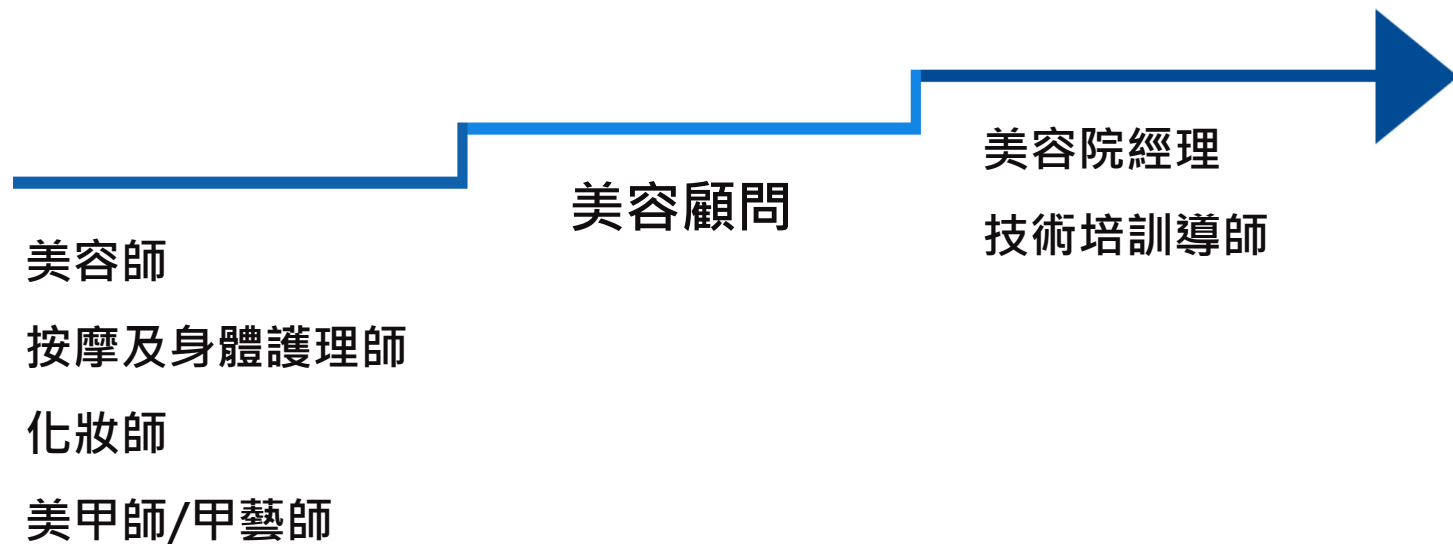 美容師
按摩及身體護理師
化妝師
美甲師/甲藝師
美容顧問
美容院經理
技術培訓導師